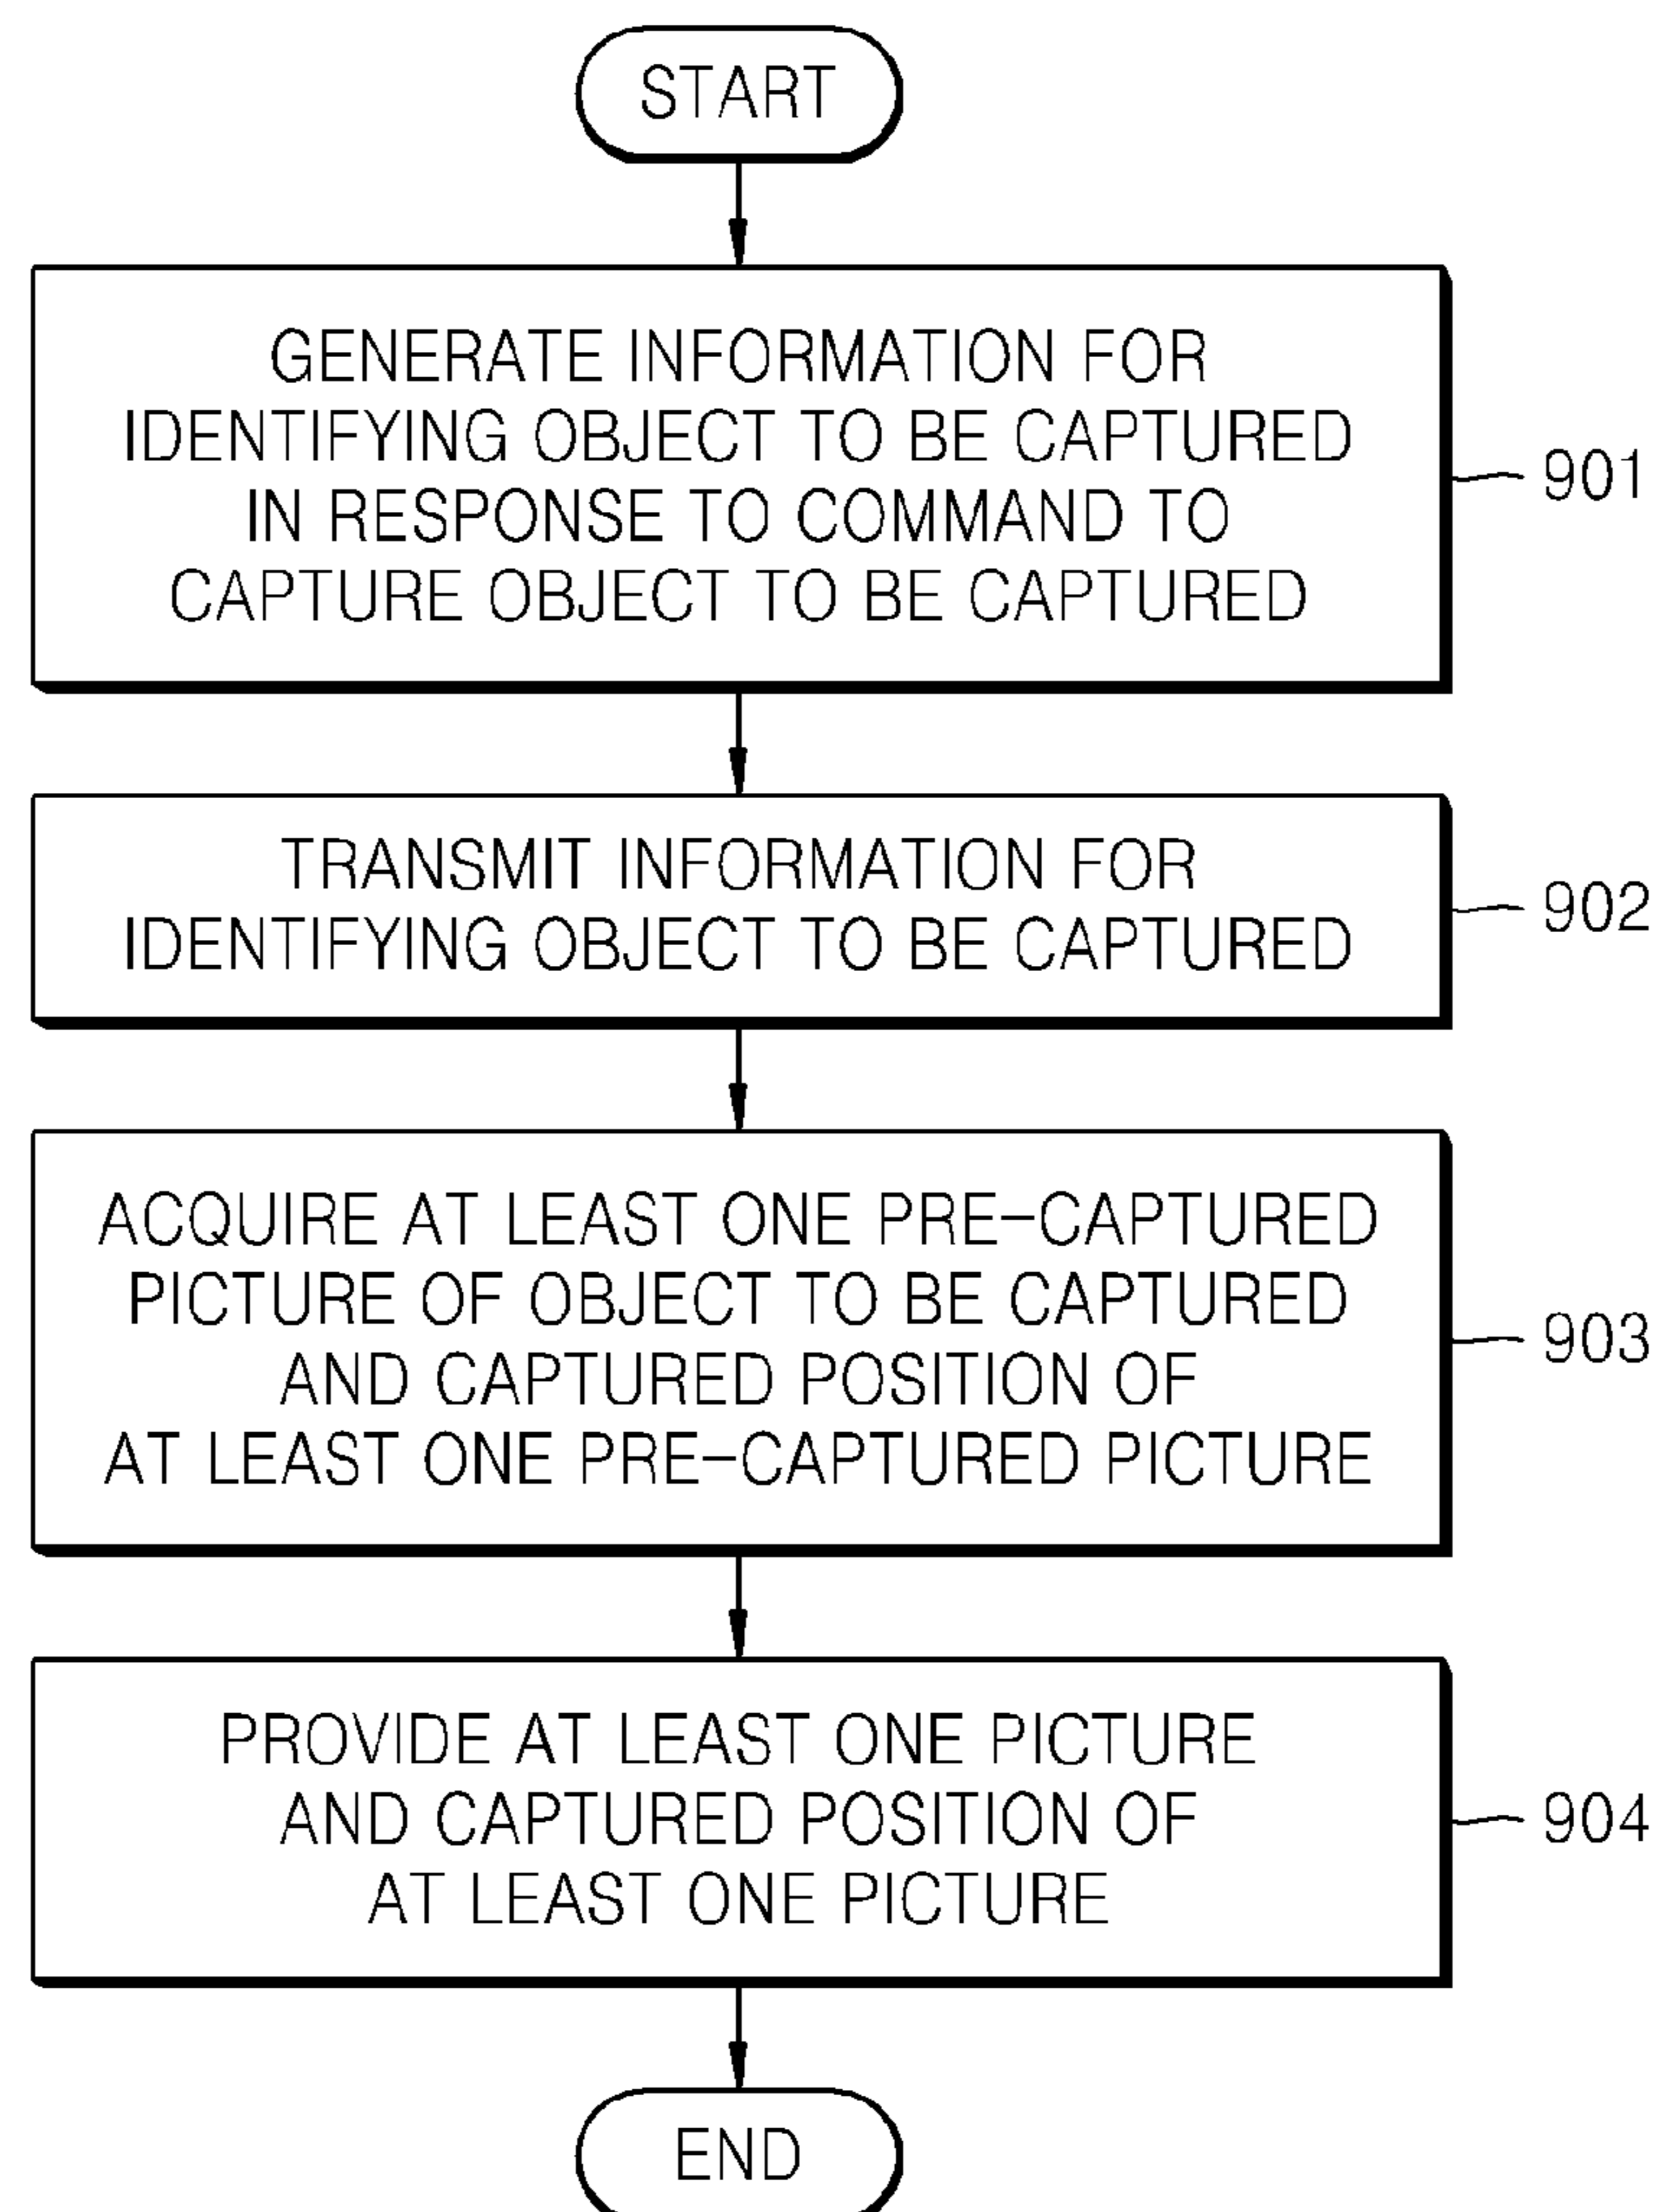 START
GENERATE INFORMATION FOR
IDENTIFYING OBJECT TO BE CAPTURED
IN RESPONSE TO COMMAND TO
CAPTURE OBJECT TO BE CAPTURED
901
TRANSMIT INFORMATION FOR
IDENTIFYING OBJECT TO BE CAPTURED
902
ACQUIRE AT LEAST ONE PRE-CAPTURED
PICTURE OF OBJECT TO BE CAPTURED
AND CAPTURED POSITION OF
AT LEAST ONE PRE-CAPTURED PICTURE
903
PROVIDE AT LEAST ONE PICTURE
AND CAPTURED POSITION OF
AT LEAST ONE PICTURE
904
END